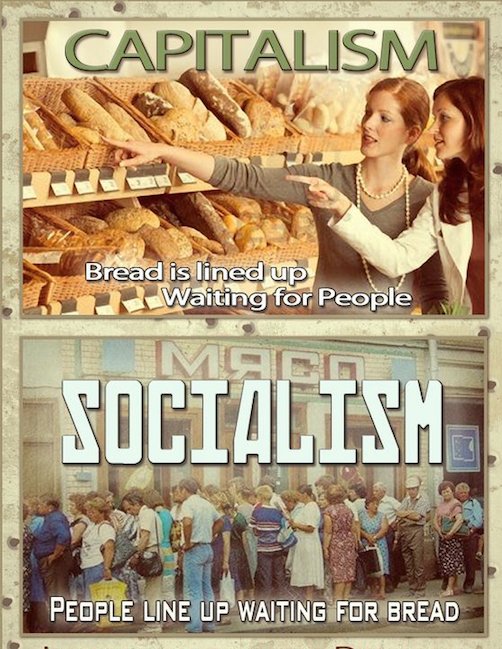 CAPITALISM
Bread is lined up
Waiting for People
МЯСО
SOCIALISM
PEOPLE LINE UP WAITING FOR BREAD